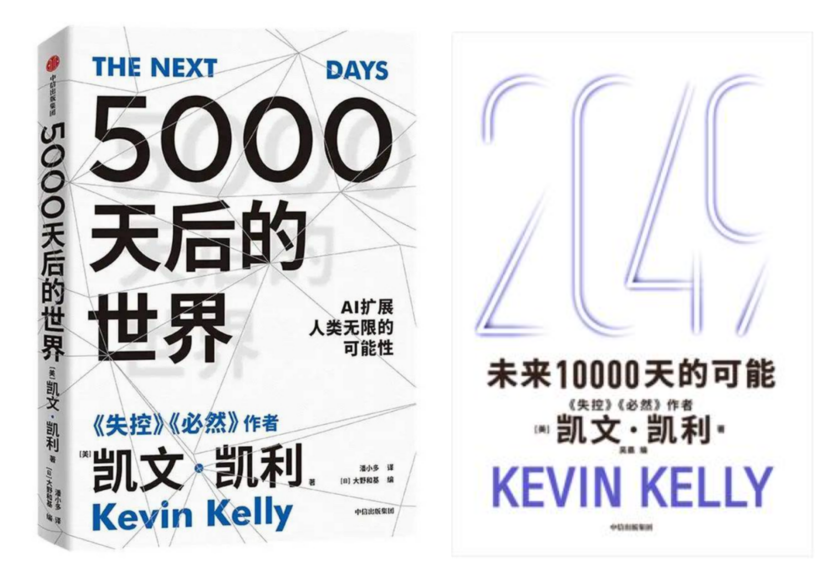 中信出版集团
5000天后的世界
[美] 凯文·凯利 著
[日] 大野和基 编
潘小多 译
THE NEXT DAYS
5000
天后的
世界
AI扩展
人类无限的
可能性
《失控》《必然》作者
[美] 凯文·凯利 著
潘小多 译
[日] 大野和基 编
Kevin Kelly
中信出版集团
2049
未来10000天的可能
《失控》《必然》作者
[美] 凯文·凯利 著
吴晨 编
KEVIN KELLY
中信出版集团